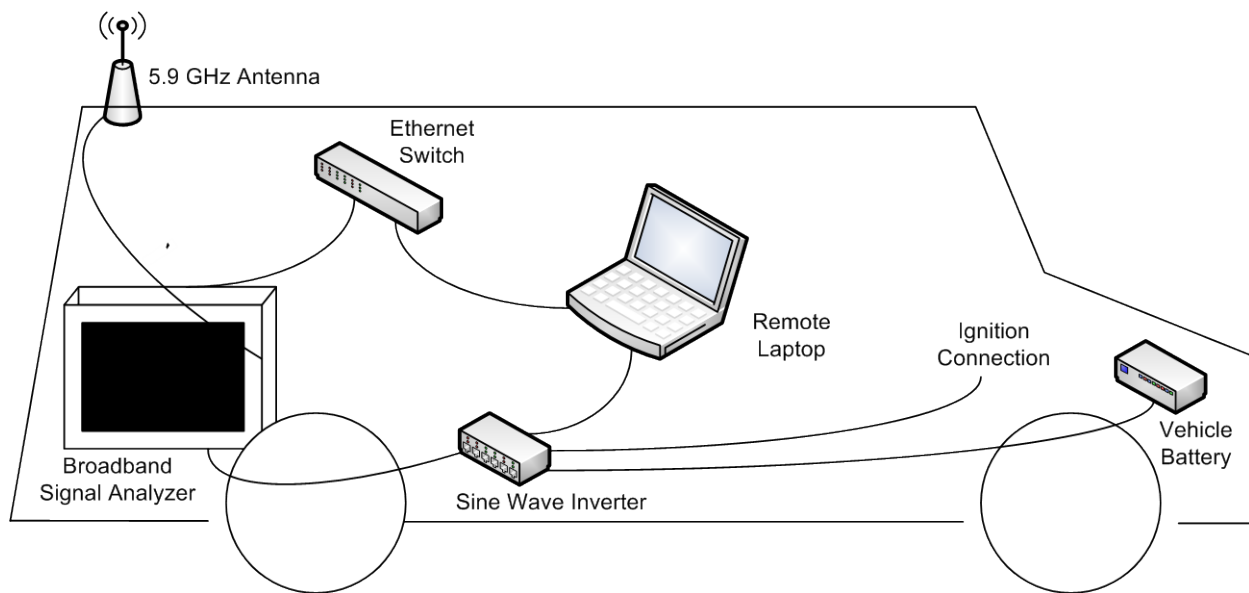 5.9 GHz Antenna
Ethernet
Switch
Remote
Laptop
Ignition
Connection
Vehicle
Battery
Broadband
Signal Analyzer
Sine Wave Inverter